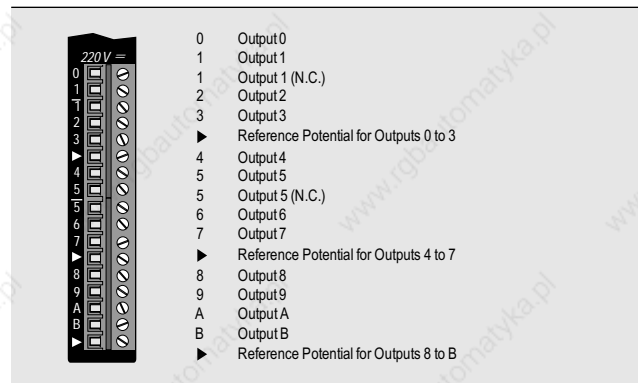 220 V =
0
1
1
2
3
▶
4
5
5
6
7
▶
8
9
A
B
▶
0 Output 0
1 Output 1
1 Output 1 (N.C.)
2 Output 2
3 Output 3
▶ Reference Potential for Outputs 0 to 3
4 Output 4
5 Output 5
5 Output 5 (N.C.)
6 Output 6
7 Output 7
▶ Reference Potential for Outputs 4 to 7
8 Output 8
9 Output 9
A Output A
B Output B
▶ Reference Potential for Outputs 8 to B
www.rgbautomatyka.pl